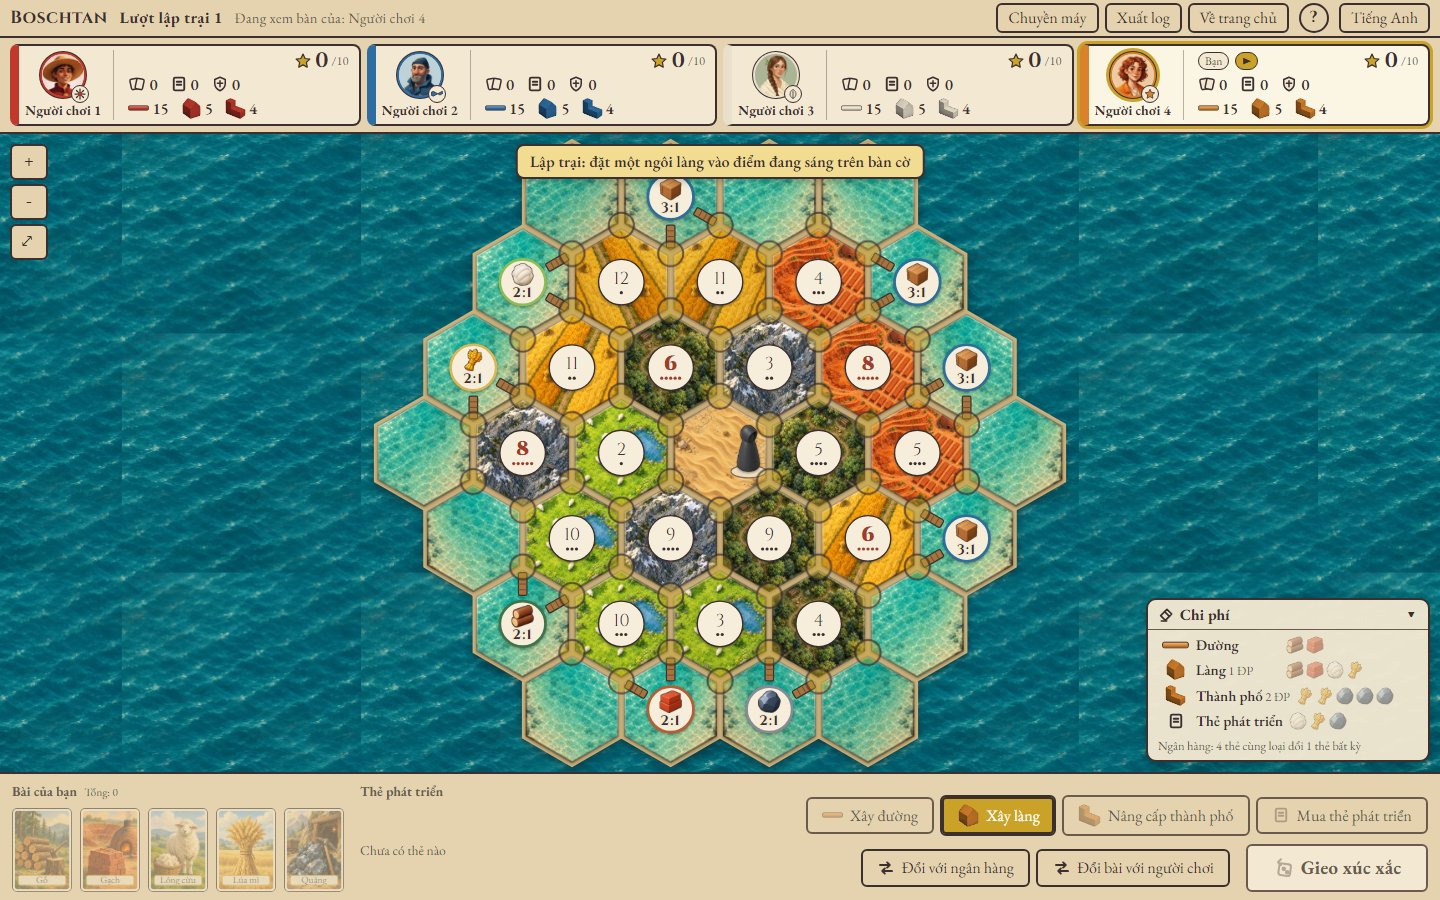 BOSCHTAN Lượt lập trại 1 Đang xem bàn của: Người chơi 4
Chuyền máy
Xuất log
Về trang chủ
?
Tiếng Anh
0 /10
0 0 0
Người chơi 1
15 5 4
0 /10
0 0 0
Người chơi 2
15 5 4
0 /10
0 0 0
Người chơi 3
15 5 4
Bạn
0 /10
0 0 0
Người chơi 4
15 5 4
+
-
Lập trại: đặt một ngôi làng vào điểm đang sáng trên bàn cờ
3:1
2:1
12
11
4
3:1
2:1
11
6
3
8
3:1
8
2
5
5
10
9
9
6
3:1
2:1
10
3
4
2:1
2:1
Chi phí
Đường
Làng 1 ĐP
Thành phố 2 ĐP
Thẻ phát triển
Ngân hàng: 4 thẻ cùng loại đổi 1 thẻ bất kỳ
Bài của bạn Tổng: 0
Gỗ
Gạch
Lông cừu
Lúa mì
Quặng
Thẻ phát triển
Chưa có thẻ nào
Xây đường
Xây làng
Nâng cấp thành phố
Mua thẻ phát triển
Đổi với ngân hàng
Đổi bài với người chơi
Gieo xúc xắc